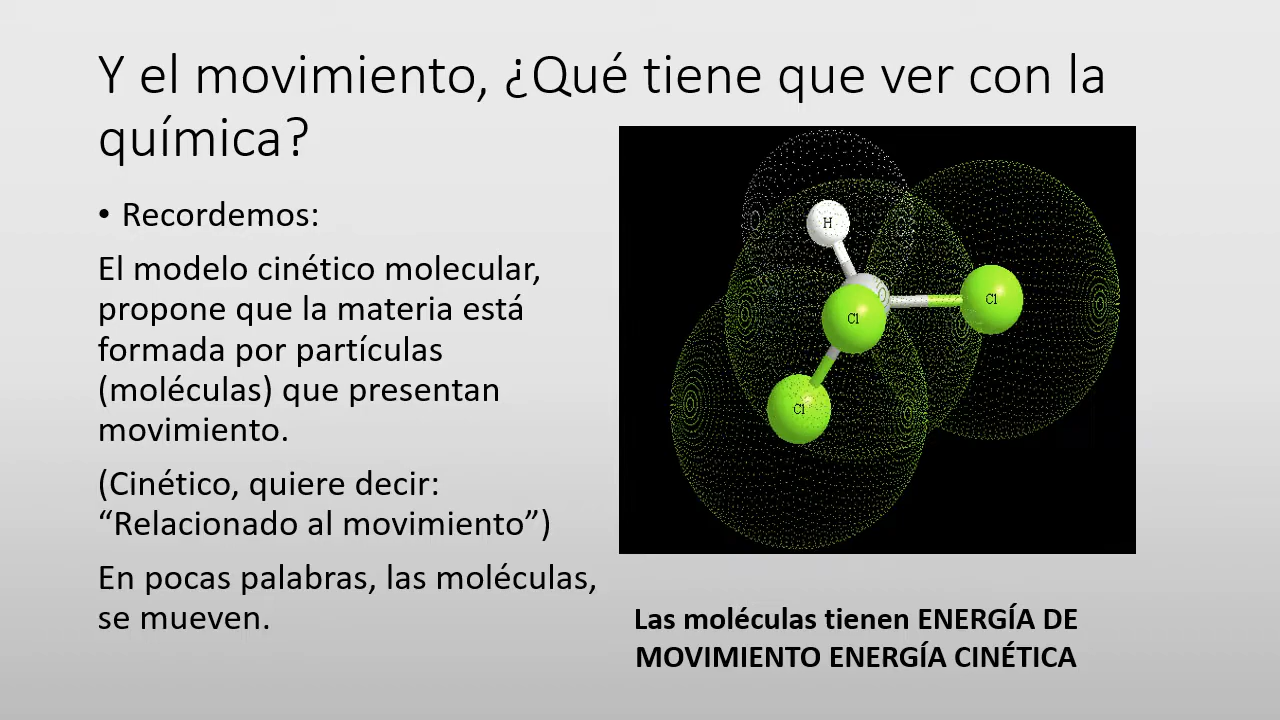 Y el movimiento, ¿Qué tiene que ver con la
química?
• Recordemos:
El modelo cinético molecular,
propone que la materia está
formada por partículas
(moléculas) que presentan
movimiento.
(Cinético, quiere decir:
“Relacionado al movimiento”)
En pocas palabras, las moléculas,
se mueven.
H
Cl
Cl
Cl
Las moléculas tienen ENERGÍA DE
MOVIMIENTO ENERGÍA CINÉTICA